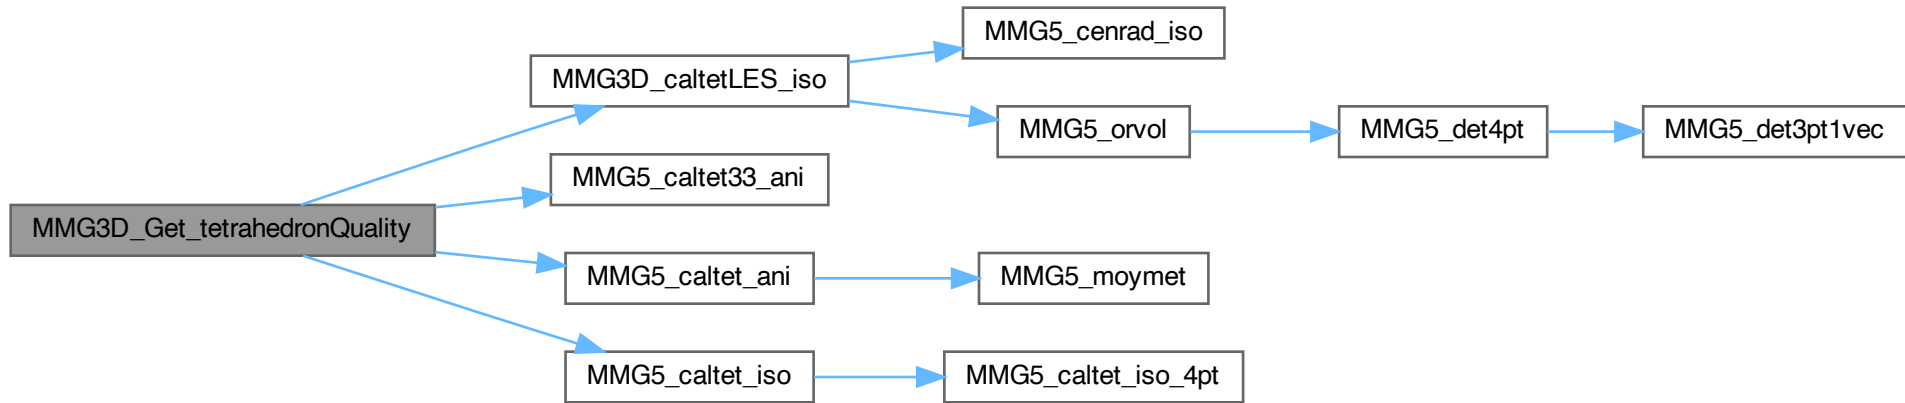 MMG5_cenrad_iso
MMG3D_caltetLES_iso
MMG5_orvol
MMG5_det4pt
MMG5_det3pt1vec
MMG5_caltet33_ani
MMG3D_Get_tetrahedronQuality
MMG5_caltet_ani
MMG5_moymet
MMG5_caltet_iso
MMG5_caltet_iso_4pt